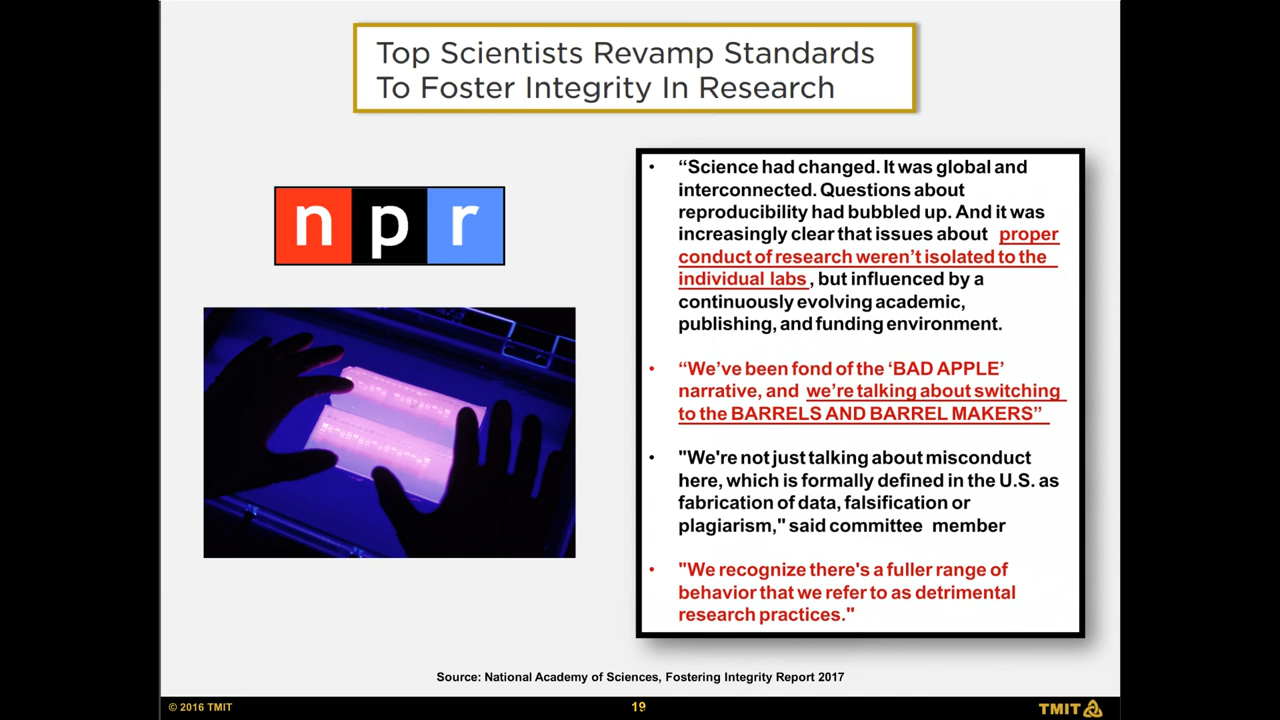 Top Scientists Revamp Standards
To Foster Integrity In Research
npr
• “Science had changed. It was global and
interconnected. Questions about
reproducibility had bubbled up. And it was
increasingly clear that issues about proper
conduct of research weren’t isolated to the
individual labs, but influenced by a
continuously evolving academic,
publishing, and funding environment.
• “We’ve been fond of the ‘BAD APPLE’
narrative, and we’re talking about switching
to the BARRELS AND BARREL MAKERS”
• "We're not just talking about misconduct
here, which is formally defined in the U.S. as
fabrication of data, falsification or
plagiarism," said committee member
• "We recognize there's a fuller range of
behavior that we refer to as detrimental
research practices."
Source: National Academy of Sciences, Fostering Integrity Report 2017
© 2016 TMIT
19
TMIT